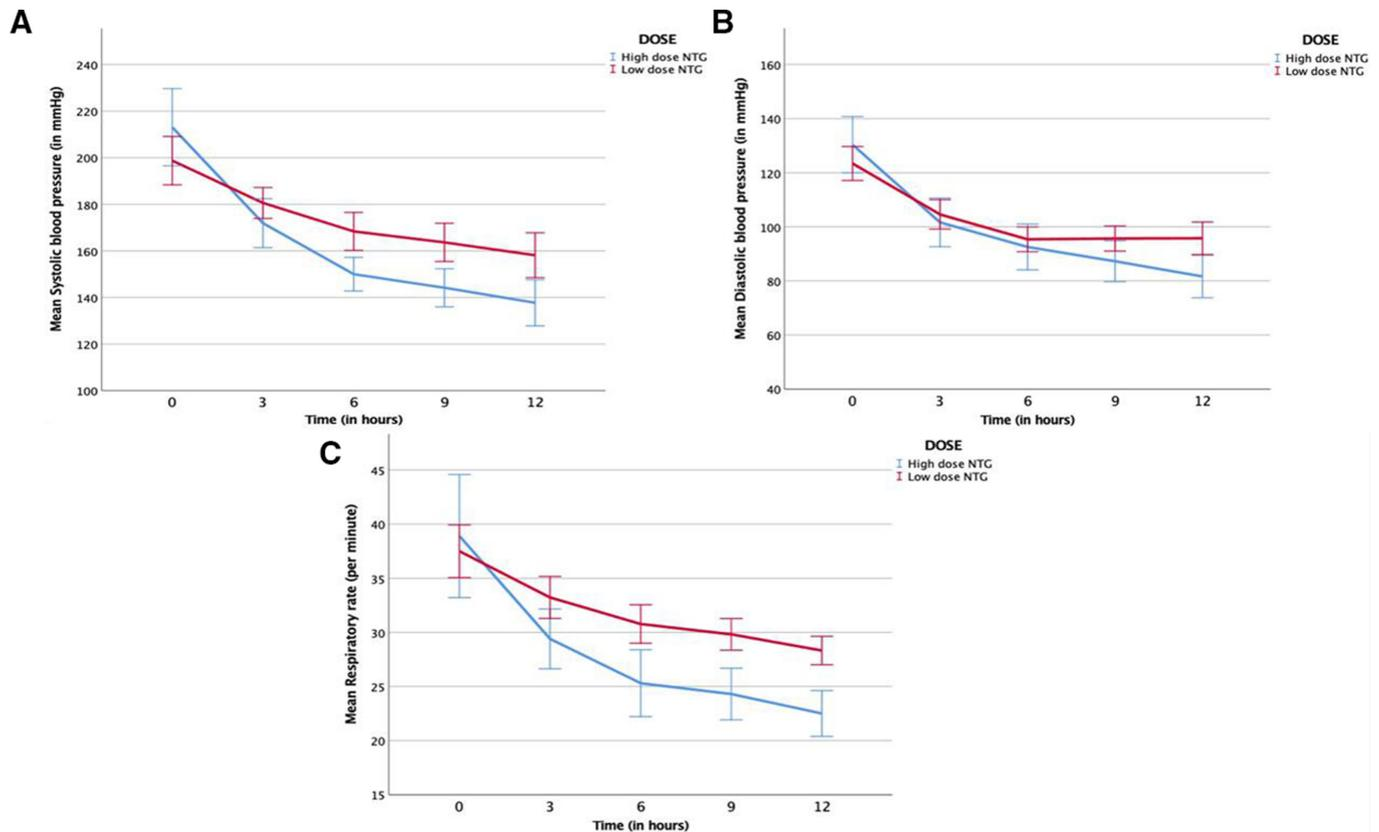 A
DOSE
High dose NTG
Low dose NTG
Mean Systolic blood pressure (in mmHg)
240
220
200
180
160
140
120
100
0 3 6 9 12
Time (in hours)
B
DOSE
High dose NTG
Low dose NTG
Mean Diastolic blood pressure (in mmHg)
160
140
120
100
80
60
40
0 3 6 9 12
Time (in hours)
C
DOSE
High dose NTG
Low dose NTG
Mean Respiratory rate (per minute)
45
40
35
30
25
20
15
0 3 6 9 12
Time (in hours)